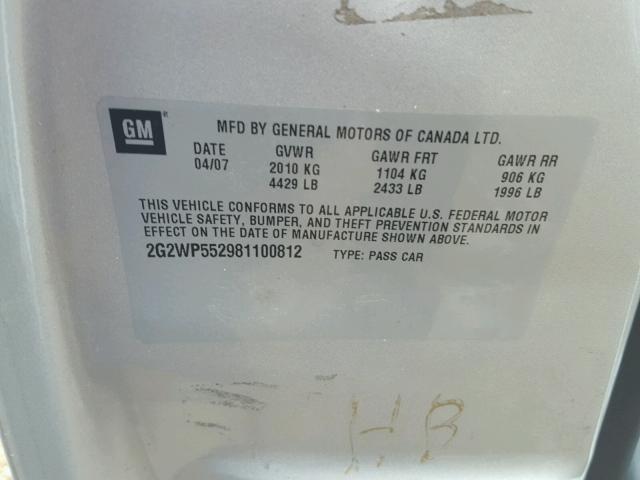 GM
MFD BY GENERAL MOTORS OF CANADA LTD.
DATE GVWR GAWR FRT GAWR RR
04/07 2010 KG 1104 KG 906 KG
4429 LB 2433 LB 1996 LB
THIS VEHICLE CONFORMS TO ALL APPLICABLE U.S. FEDERAL MOTOR
VEHICLE SAFETY, BUMPER, AND THEFT PREVENTION STANDARDS IN
EFFECT ON THE DATE OF MANUFACTURE SHOWN ABOVE.
2G2WP552981100812 TYPE: PASS CAR
HB